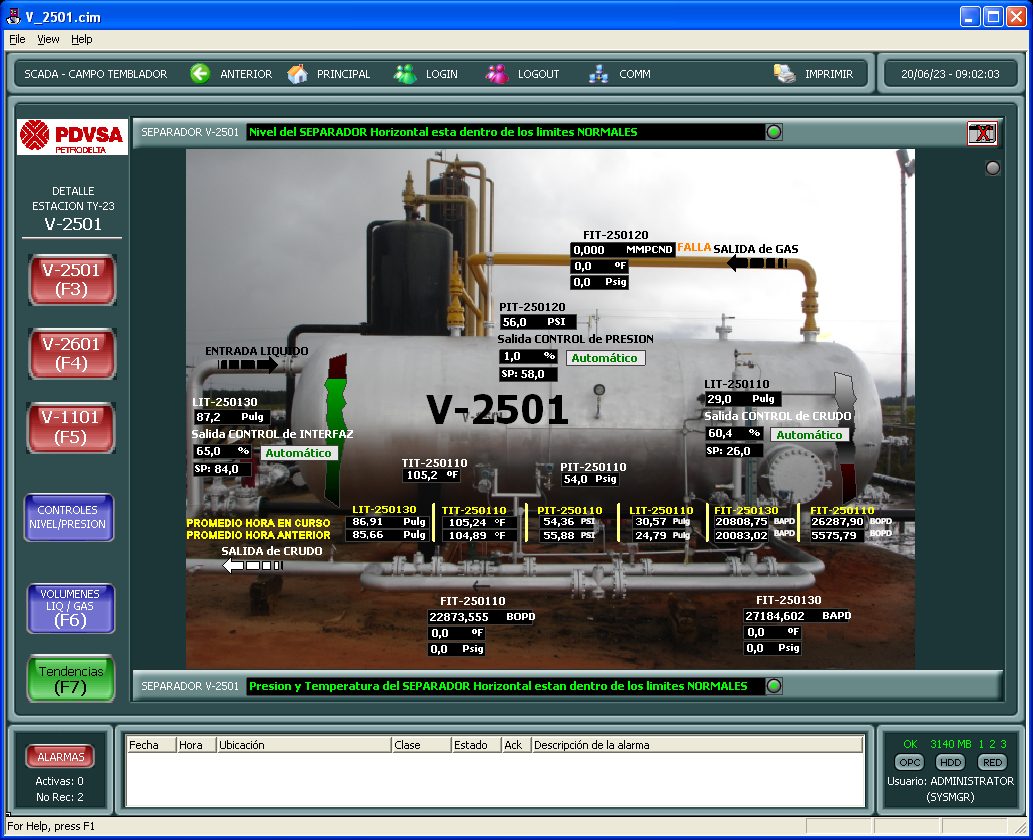 V_2501.cim
File View Help
SCADA - CAMPO TEMBLADOR ANTERIOR PRINCIPAL LOGIN LOGOUT COMM IMPRIMIR 20/06/23 - 09:02:03
PDVSA
PETRODELTA
SEPARADOR V-2501 Nivel del SEPARADOR Horizontal esta dentro de los limites NORMALES
DETALLE
ESTACION TY-23
V-2501
V-2501
(F3)
V-2601
(F4)
V-1101
(F5)
CONTROLES
NIVEL/PRESION
VOLUMENES
LIQ / GAS
(F6)
Tendencias
(F7)
FIT-250120
0,000 MMPCND FALLA
0,0 ºF
0,0 Psig
SALIDA de GAS
PIT-250120
56,0 PSI
Salida CONTROL de PRESION
1,0 % Automático
SP: 58,0
ENTRADA LIQUIDO
LIT-250130
87,2 Pulg
Salida CONTROL de INTERFAZ
65,0 % Automático
SP: 84,0
V-2501
LIT-250110
29,0 Pulg
Salida CONTROL de CRUDO
60,4 % Automático
SP: 26,0
TIT-250110
105,2 ºF
PIT-250110
54,0 Psig
LIT-250130 TIT-250110 PIT-250110 LIT-250110 FIT-250130 FIT-250110
PROMEDIO HORA EN CURSO 86,91 Pulg 105,24 ºF 54,36 PSI 30,57 Pulg 20808,75 BAPD 26287,90 BOPD
PROMEDIO HORA ANTERIOR 85,66 Pulg 104,89 ºF 55,88 PSI 24,79 Pulg 20083,02 BAPD 5575,79 BOPD
SALIDA de CRUDO
FIT-250110
22873,555 BOPD
0,0 ºF
0,0 Psig
FIT-250130
27184,602 BAPD
0,0 ºF
0,0 Psig
SEPARADOR V-2501 Presion y Temperatura del SEPARADOR Horizontal estan dentro de los limites NORMALES
ALARMAS
Activas: 0
No Rec: 2
Fecha Hora Ubicación Clase Estado Ack Descripción de la alarma
OK 3140 MB 1 2 3
OPC HDD RED
Usuario: ADMINISTRATOR
(SYSMGR)
For Help, press F1